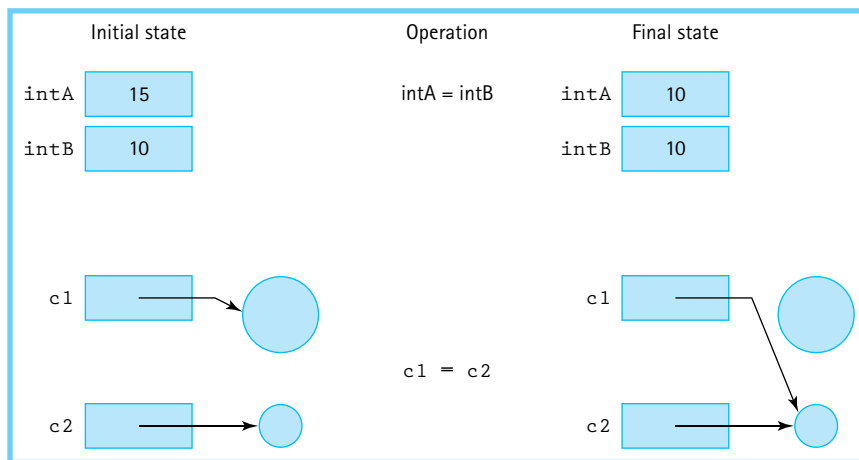 Initial state Operation Final state
intA 15 intA = intB intA 10
intB 10 intB 10
c1 c1
c1 = c2
c2 c2